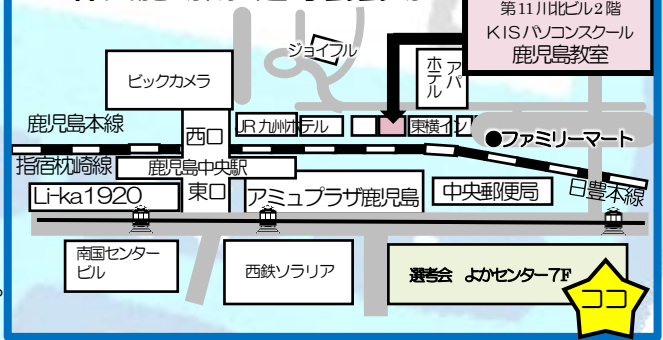 第11川北ビル2階
KISパソコンスクール
鹿児島教室
ジョイフル
アパ
ホテル
ビックカメラ
鹿児島本線
西口
JR九州ホテル
東横イン
●ファミリーマート
指宿枕崎線
鹿児島中央駅
Li-ka1920
東口
アミュプラザ鹿児島
中央郵便局
日豊本線
南国センター
ビル
西鉄ソラリア
選考会 よかセンター7F
ココ